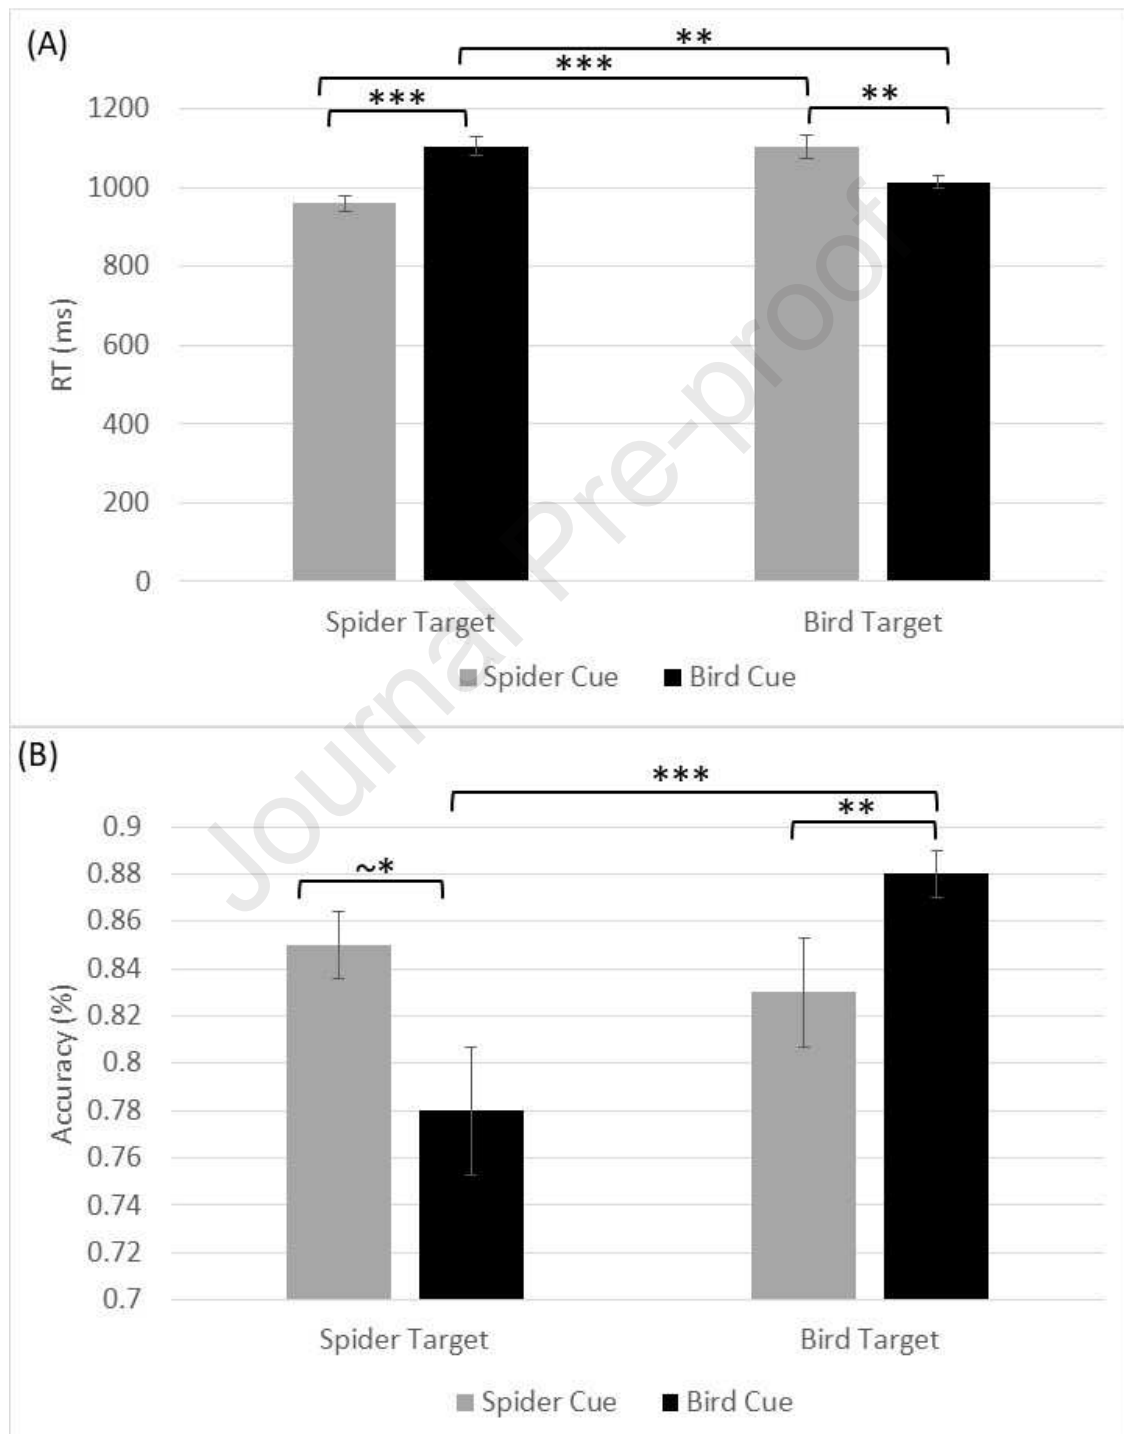 (A)
**
***
*** **
1200
1000
800
600
400
200
0
RT (ms)
Spider Target Bird Target
Spider Cue Bird Cue
Journal Pre-proof
(B)
***
**
~*
0.9
0.88
0.86
0.84
0.82
0.8
0.78
0.76
0.74
0.72
0.7
Accuracy (%)
Spider Target Bird Target
Spider Cue Bird Cue